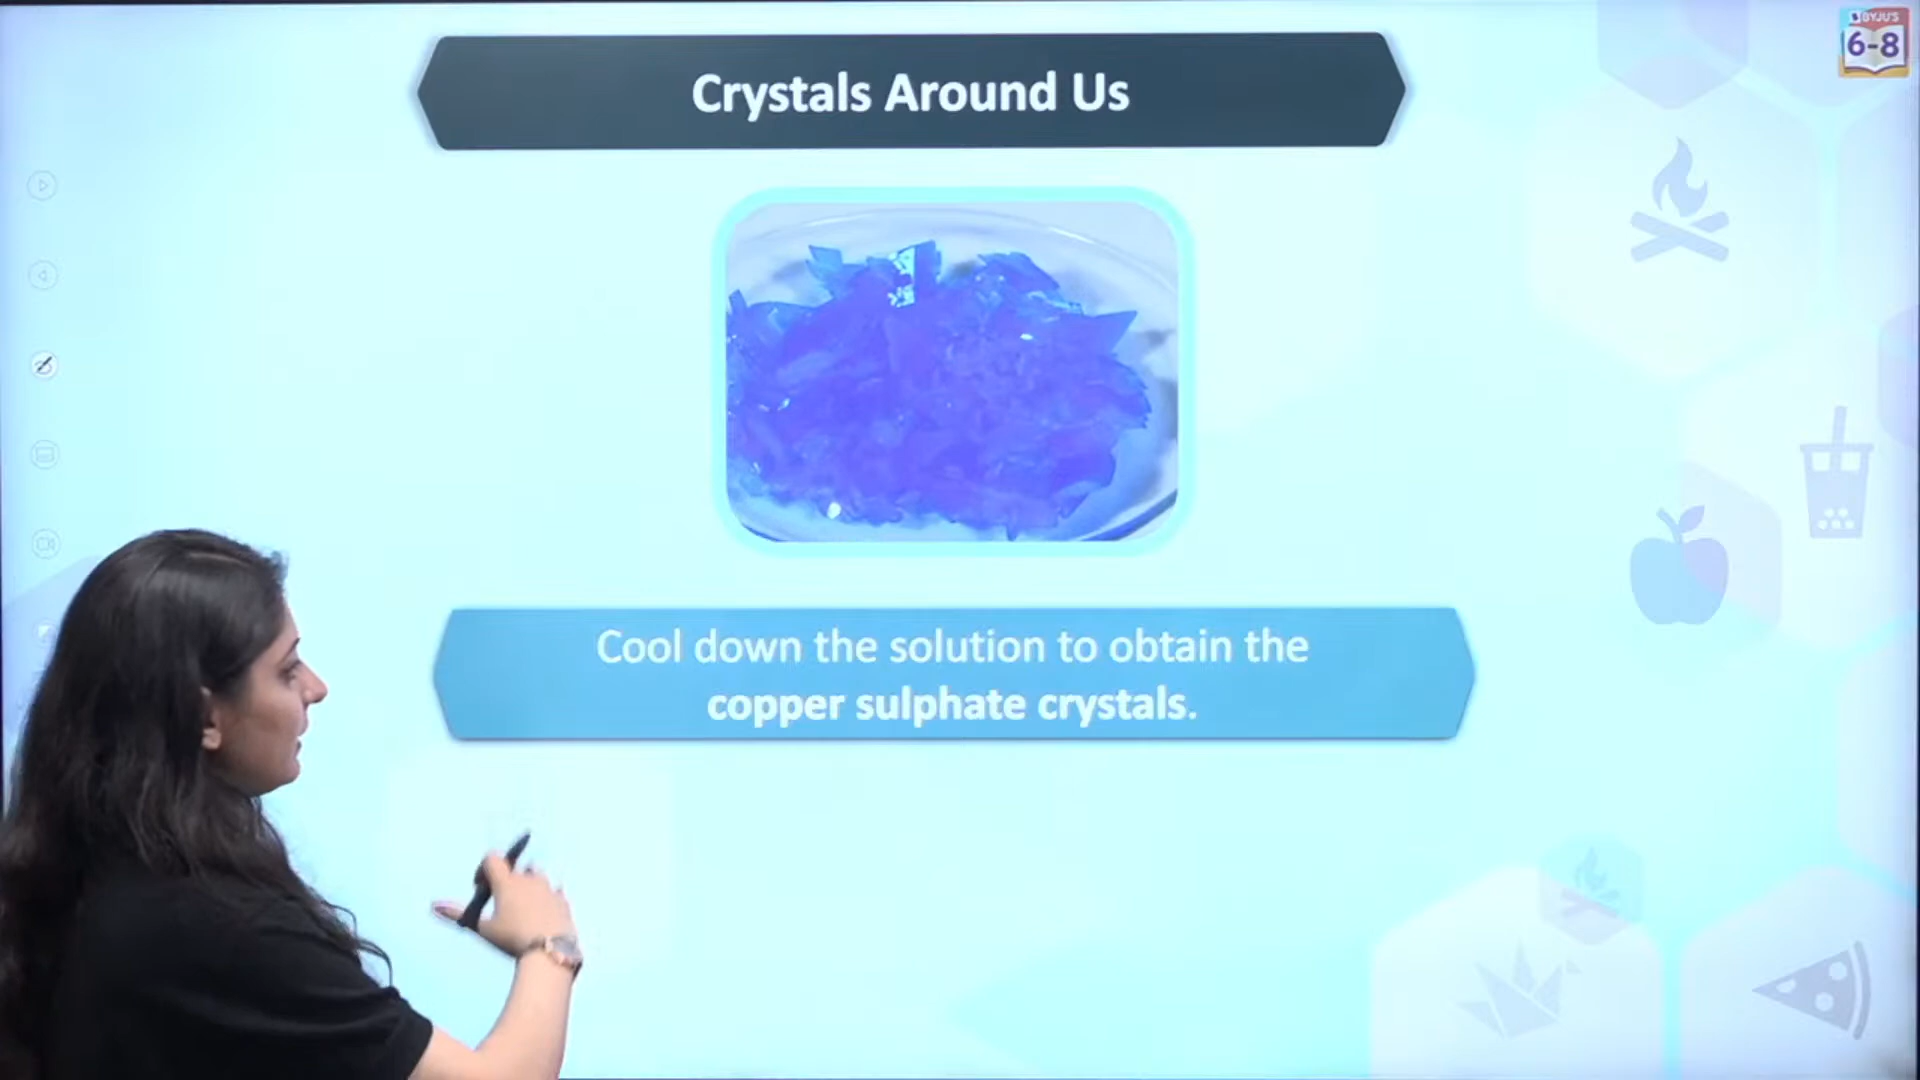 BYJU'S
6-8
Crystals Around Us
Cool down the solution to obtain the
copper sulphate crystals.